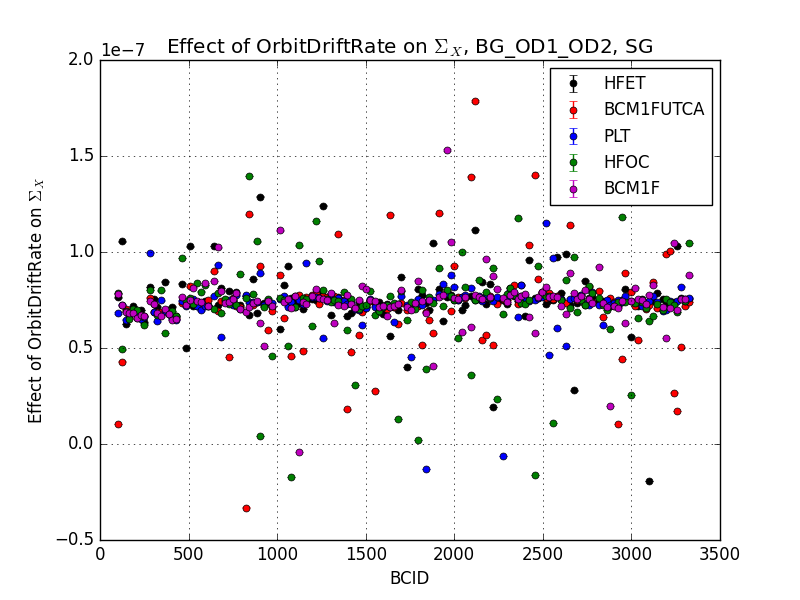 Effect of OrbitDriftRate on Σ_X, BG_OD1_OD2, SG
1e−7
2.0
1.5
1.0
0.5
0.0
−0.5
Effect of OrbitDriftRate on Σ_X
HFET
BCM1FUTCA
PLT
HFOC
BCM1F
0 500 1000 1500 2000 2500 3000 3500
BCID